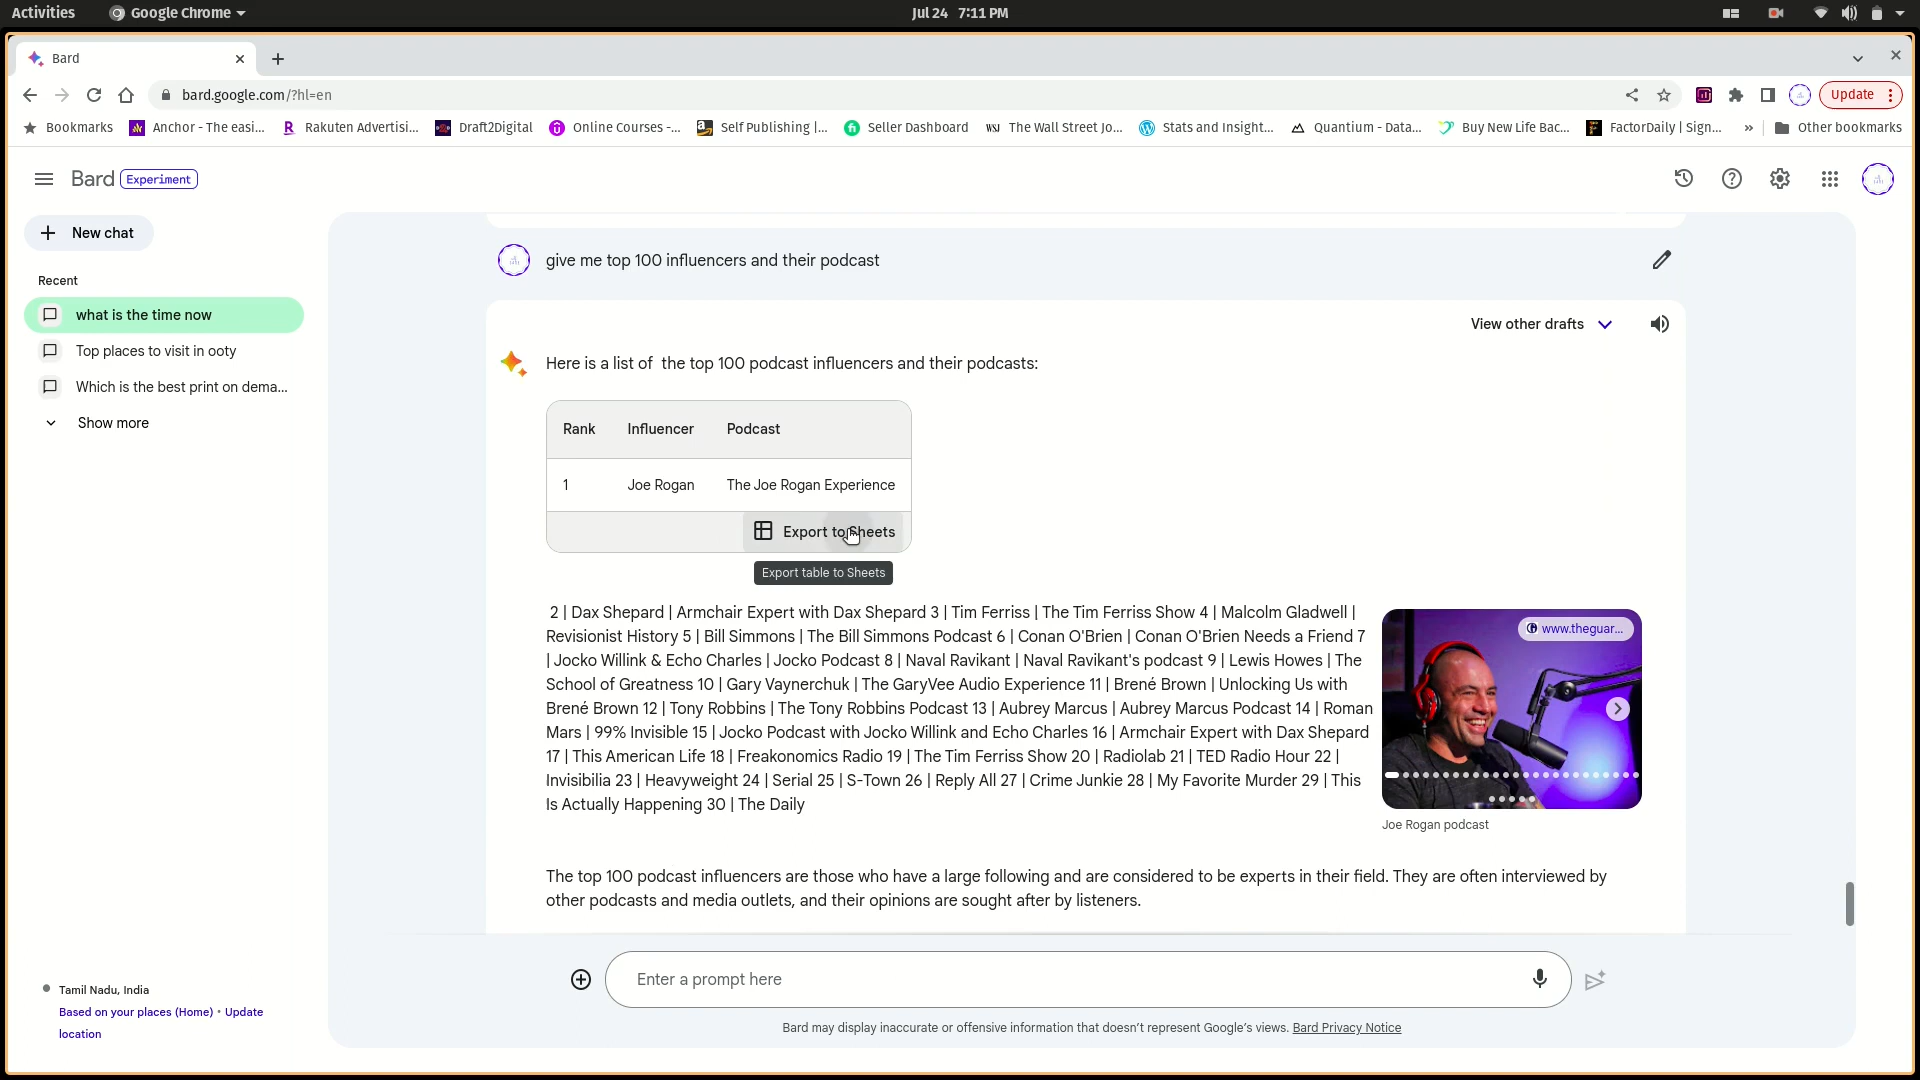 Activities
Google Chrome
Jul 24 7:11 PM
Bard
bard.google.com/?hl=en
Update
Bookmarks
Anchor - The easi...
Rakuten Advertisi...
Draft2Digital
Online Courses -...
Self Publishing |...
Seller Dashboard
WSJ
The Wall Street Jo...
Stats and Insight...
Quantium - Data...
Buy New Life Bac...
FactorDaily | Sign...
»
Other bookmarks
Bard
Experiment
New chat
Recent
what is the time now
Top places to visit in ooty
Which is the best print on dema...
Show more
give me top 100 influencers and their podcast
View other drafts
Here is a list of the top 100 podcast influencers and their podcasts:
Rank Influencer Podcast
1 Joe Rogan The Joe Rogan Experience
Export to Sheets
Export table to Sheets
2 | Dax Shepard | Armchair Expert with Dax Shepard 3 | Tim Ferriss | The Tim Ferriss Show 4 | Malcolm Gladwell |
Revisionist History 5 | Bill Simmons | The Bill Simmons Podcast 6 | Conan O'Brien | Conan O'Brien Needs a Friend 7
| Jocko Willink & Echo Charles | Jocko Podcast 8 | Naval Ravikant | Naval Ravikant's podcast 9 | Lewis Howes | The
School of Greatness 10 | Gary Vaynerchuk | The GaryVee Audio Experience 11 | Brené Brown | Unlocking Us with
Brené Brown 12 | Tony Robbins | The Tony Robbins Podcast 13 | Aubrey Marcus | Aubrey Marcus Podcast 14 | Roman
Mars | 99% Invisible 15 | Jocko Podcast with Jocko Willink and Echo Charles 16 | Armchair Expert with Dax Shepard
17 | This American Life 18 | Freakonomics Radio 19 | The Tim Ferriss Show 20 | Radiolab 21 | TED Radio Hour 22 |
Invisibilia 23 | Heavyweight 24 | Serial 25 | S-Town 26 | Reply All 27 | Crime Junkie 28 | My Favorite Murder 29 | This
Is Actually Happening 30 | The Daily
www.theguar...
Joe Rogan podcast
The top 100 podcast influencers are those who have a large following and are considered to be experts in their field. They are often interviewed by
other podcasts and media outlets, and their opinions are sought after by listeners.
Enter a prompt here
Bard may display inaccurate or offensive information that doesn't represent Google's views. Bard Privacy Notice
Tamil Nadu, India
Based on your places (Home) • Update
location